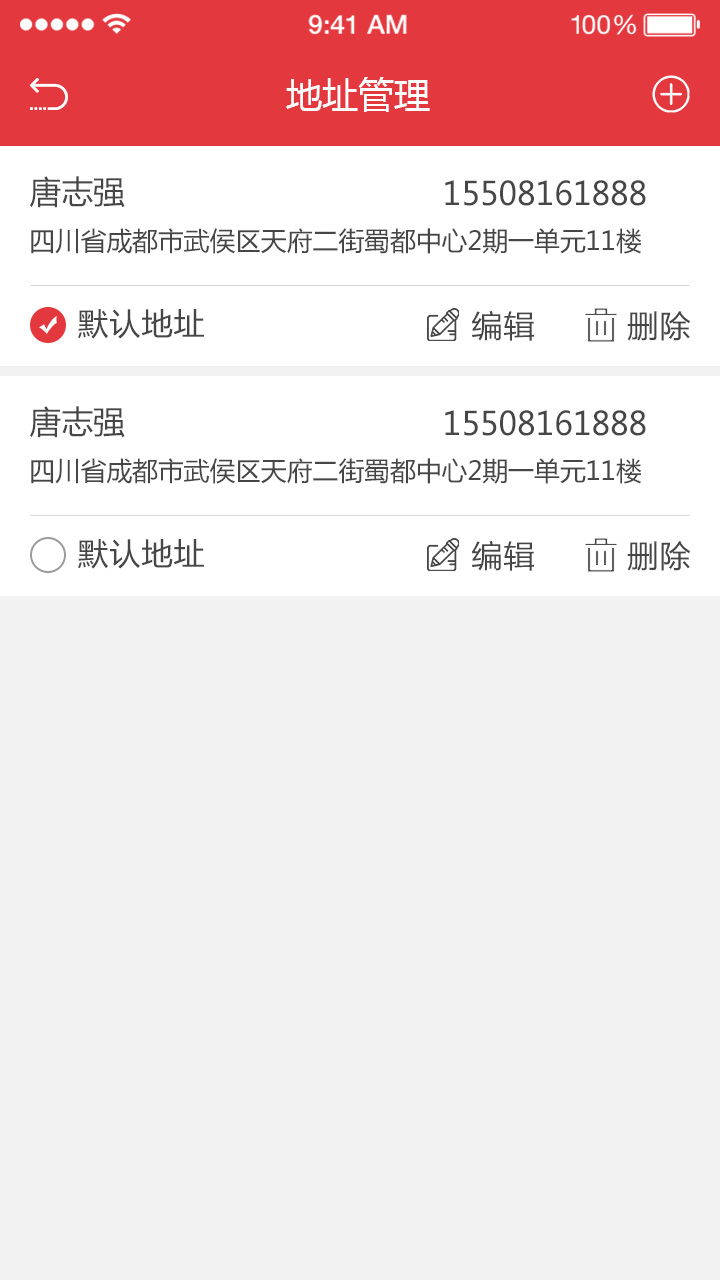 9:41 AM 100%
地址管理
唐志强 15508161888
四川省成都市武侯区天府二街蜀都中心2期一单元11楼
默认地址 编辑 删除
唐志强 15508161888
四川省成都市武侯区天府二街蜀都中心2期一单元11楼
默认地址 编辑 删除